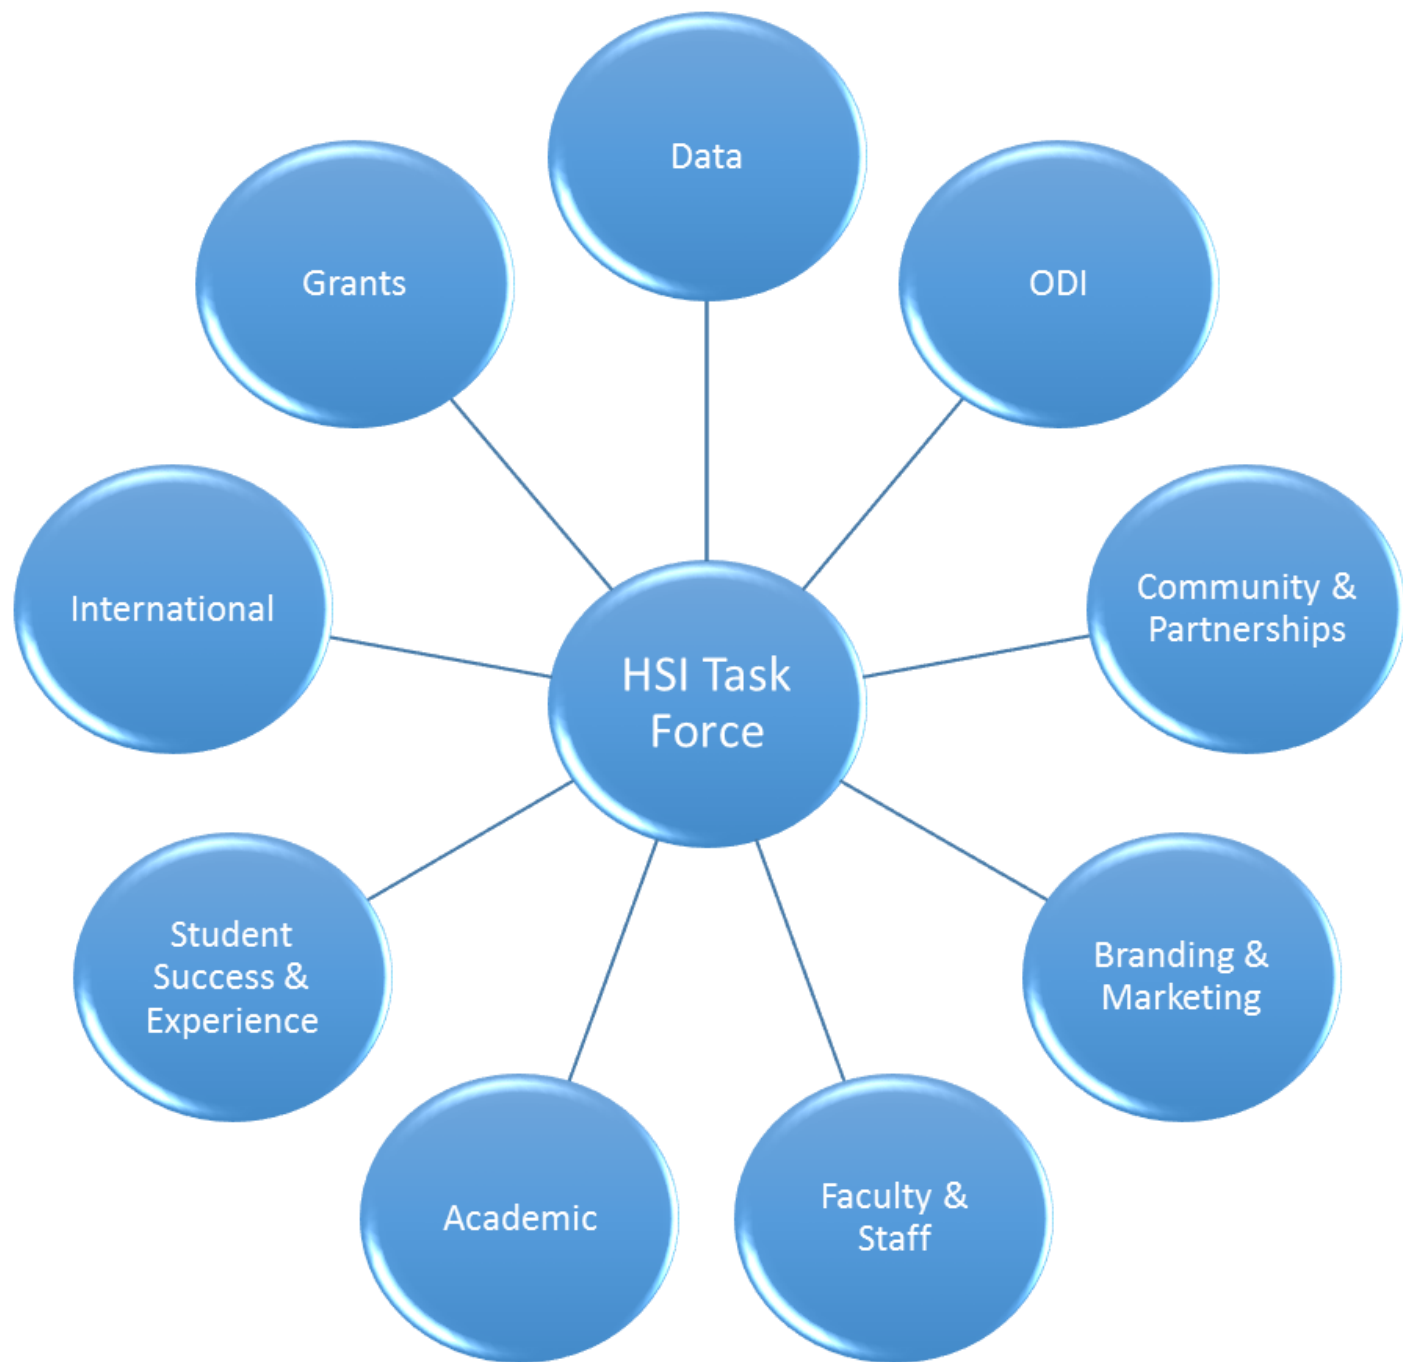 Data
Grants
ODI
International
Community &
Partnerships
HSI Task
Force
Student
Success &
Experience
Branding &
Marketing
Academic
Faculty &
Staff